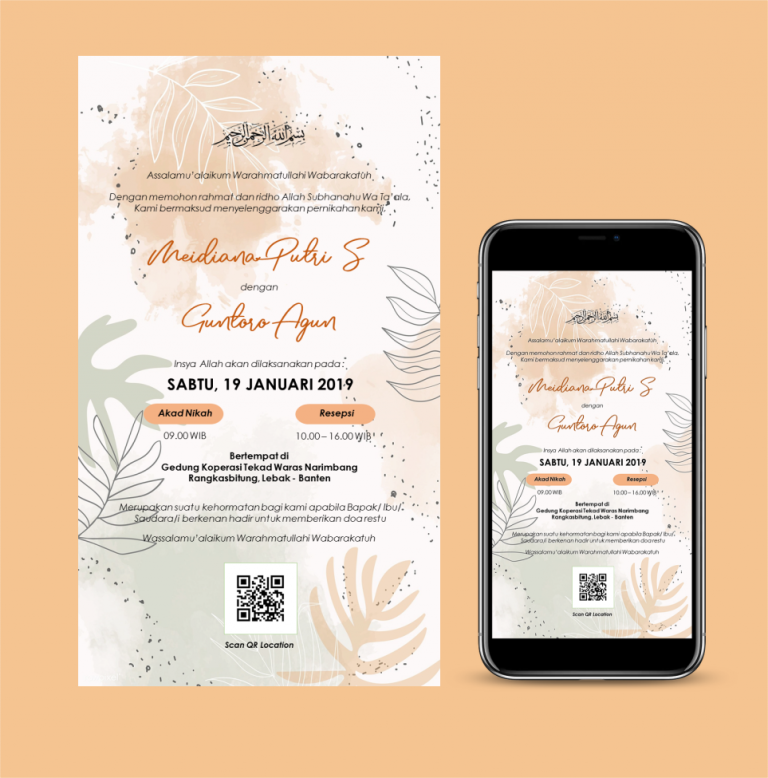 بسم الله الرحمن الرحيم
Assalamu'alaikum Warahmatullahi Wabarakatuh
Dengan memohon rahmat dan ridho Allah Subhanahu Wa Ta'ala,
Kami bermaksud menyelenggarakan pernikahan kami,
Meidiana Putri S
dengan
Guntoro Agun
Insya Allah akan dilaksanakan pada:
SABTU, 19 JANUARI 2019
Akad Nikah Resepsi
09.00 WIB 10.00 – 16.00 WIB
Bertempat di
Gedung Koperasi Tekad Waras Narimbang
Rangkasbitung, Lebak - Banten
Merupakan suatu kehormatan bagi kami apabila Bapak/ Ibu/
Saudara/i berkenan hadir untuk memberikan doa restu
Wassalamu'alaikum Warahmatullahi Wabarakatuh
Scan QR Location
بسم الله الرحمن الرحيم
Assalamu'alaikum Warahmatullahi Wabarakatuh
Dengan memohon rahmat dan ridho Allah Subhanahu Wa Ta'ala,
Kami bermaksud menyelenggarakan pernikahan kami,
Meidiana Putri S
dengan
Guntoro Agun
Insya Allah akan dilaksanakan pada:
SABTU, 19 JANUARI 2019
Akad Nikah Resepsi
09.00 WIB 10.00 – 16.00 WIB
Bertempat di
Gedung Koperasi Tekad Waras Narimbang
Rangkasbitung, Lebak - Banten
Merupakan suatu kehormatan bagi kami apabila Bapak/ Ibu/
Saudara/i berkenan hadir untuk memberikan doa restu
Wassalamu'alaikum Warahmatullahi Wabarakatuh
Scan QR Location